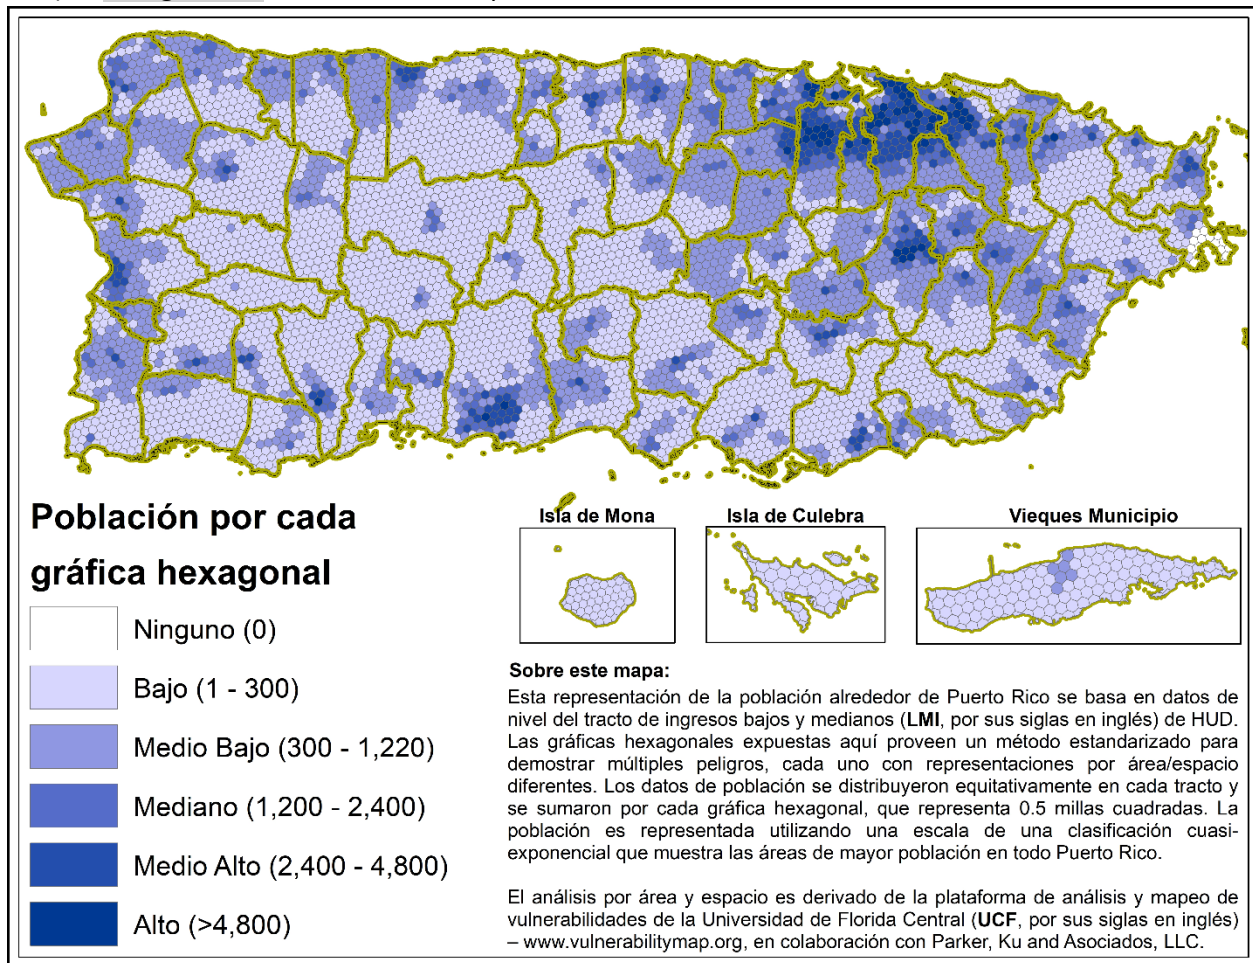 Isla de Mona
Isla de Culebra
Vieques Municipio
Población por cada
gráfica hexagonal
Ninguno (0)
Bajo (1 - 300)
Medio Bajo (300 - 1,220)
Mediano (1,200 - 2,400)
Medio Alto (2,400 - 4,800)
Alto (>4,800)
Sobre este mapa:
Esta representación de la población alrededor de Puerto Rico se basa en datos de
nivel del tracto de ingresos bajos y medianos (LMI, por sus siglas en inglés) de HUD.
Las gráficas hexagonales expuestas aquí proveen un método estandarizado para
demostrar múltiples peligros, cada uno con representaciones por área/espacio
diferentes. Los datos de población se distribuyeron equitativamente en cada tracto y
se sumaron por cada gráfica hexagonal, que representa 0.5 millas cuadradas. La
población es representada utilizando una escala de una clasificación cuasi-
exponencial que muestra las áreas de mayor población en todo Puerto Rico.
El análisis por área y espacio es derivado de la plataforma de análisis y mapeo de
vulnerabilidades de la Universidad de Florida Central (UCF, por sus siglas en inglés)
– www.vulnerabilitymap.org, en colaboración con Parker, Ku and Asociados, LLC.